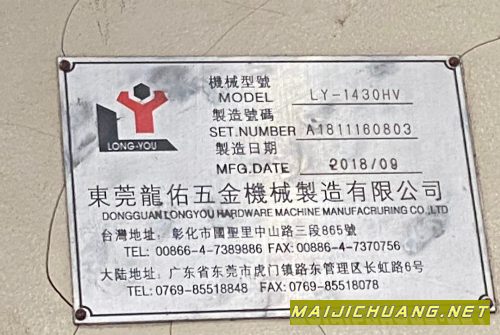 機械型號
MODEL LY-1430HV
製造號碼
SET.NUMBER A1811160803
製造日期
MFG.DATE 2018/09
LONG-YOU
東莞龍佑五金機械製造有限公司
DONGGUAN LONGYOU HARDWARE MACHINE MANUFACRURING CO.,LTD
台灣地址: 彰化市國聖里中山路三段865號
TEL: 00866-4-7389886 FAX: 00886-4-7370756
大陆地址: 广东省东莞市虎门镇路东管理区长虹路6号
TEL:0769-85518848 FAX:0769-85518078
MAIJICHUANG.NET